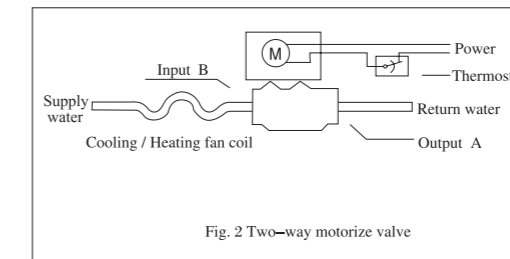 M
Power
Input B
Thermost
Supply
water
Return water
Cooling / Heating fan coil
Output A
Fig. 2 Two-way motorize valve